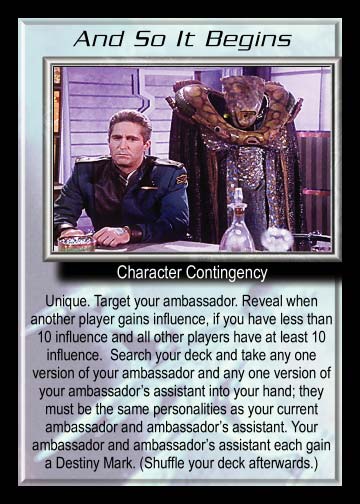 And So It Begins
Character Contingency
Unique. Target your ambassador. Reveal when
another player gains influence, if you have less than
10 influence and all other players have at least 10
influence.  Search your deck and take any one
version of your ambassador and any one version of
your ambassador's assistant into your hand; they
must be the same personalities as your current
ambassador and ambassador's assistant. Your
ambassador and ambassador's assistant each gain
a Destiny Mark. (Shuffle your deck afterwards.)